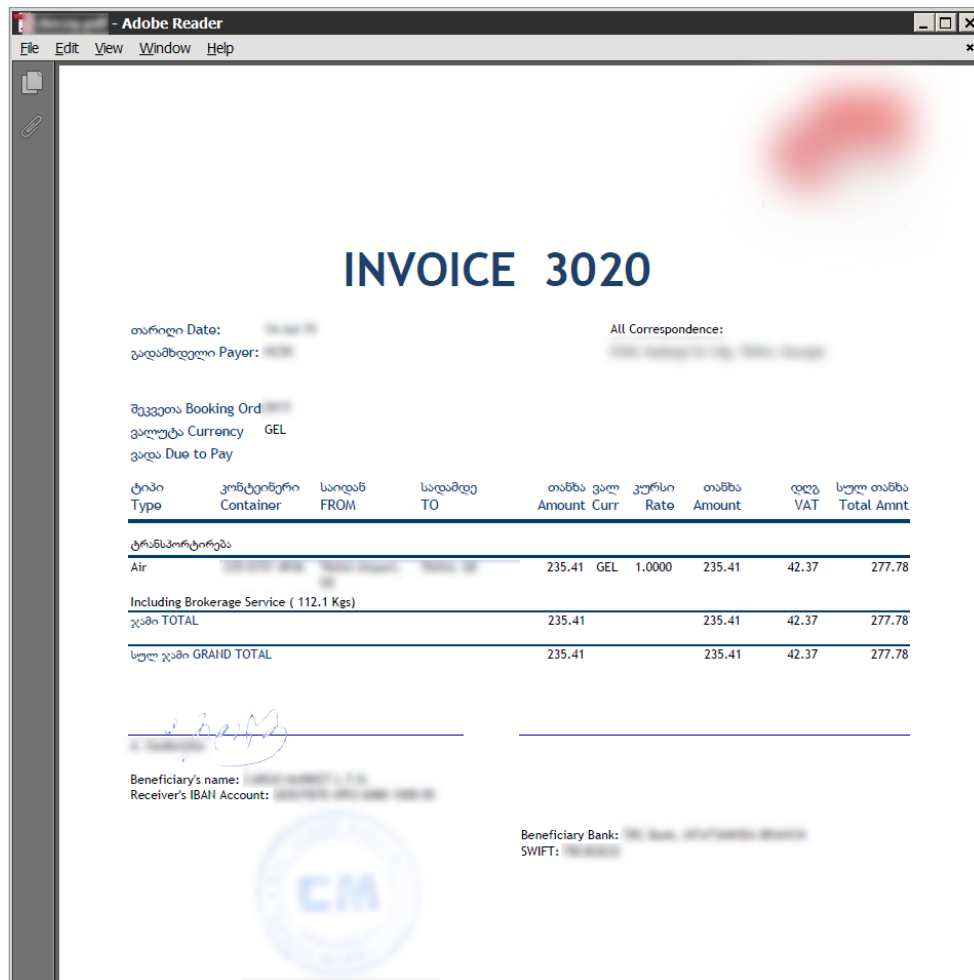 - Adobe Reader
File Edit View Window Help
INVOICE 3020
თარიღი Date:
All Correspondence:
გადამხდელი Payer:
შეკვეთა Booking Ord
ვალუტა Currency GEL
ვადა Due to Pay
ტიპი კონტეინერი საიდან სადამდე თანხა ვალ კურსი თანხა დღგ სულ თანხა
Type Container FROM TO Amount Curr Rate Amount VAT Total Amnt
ტრანსპორტირება
Air 235.41 GEL 1.0000 235.41 42.37 277.78
Including Brokerage Service ( 112.1 Kgs)
ჯამი TOTAL 235.41 235.41 42.37 277.78
სულ ჯამი GRAND TOTAL 235.41 235.41 42.37 277.78
Beneficiary's name:
Receiver's IBAN Account:
Beneficiary Bank:
SWIFT:
CM